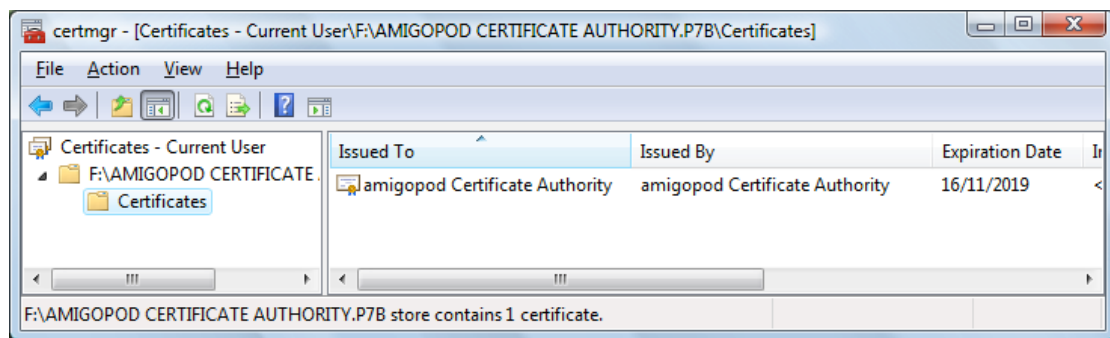 certmgr - [Certificates - Current User\F:\AMIGOPOD CERTIFICATE AUTHORITY.P7B\Certificates]
File Action View Help
Certificates - Current User
F:\AMIGOPOD CERTIFICATE
Certificates
Issued To Issued By Expiration Date
amigopod Certificate Authority amigopod Certificate Authority 16/11/2019 <
F:\AMIGOPOD CERTIFICATE AUTHORITY.P7B store contains 1 certificate.